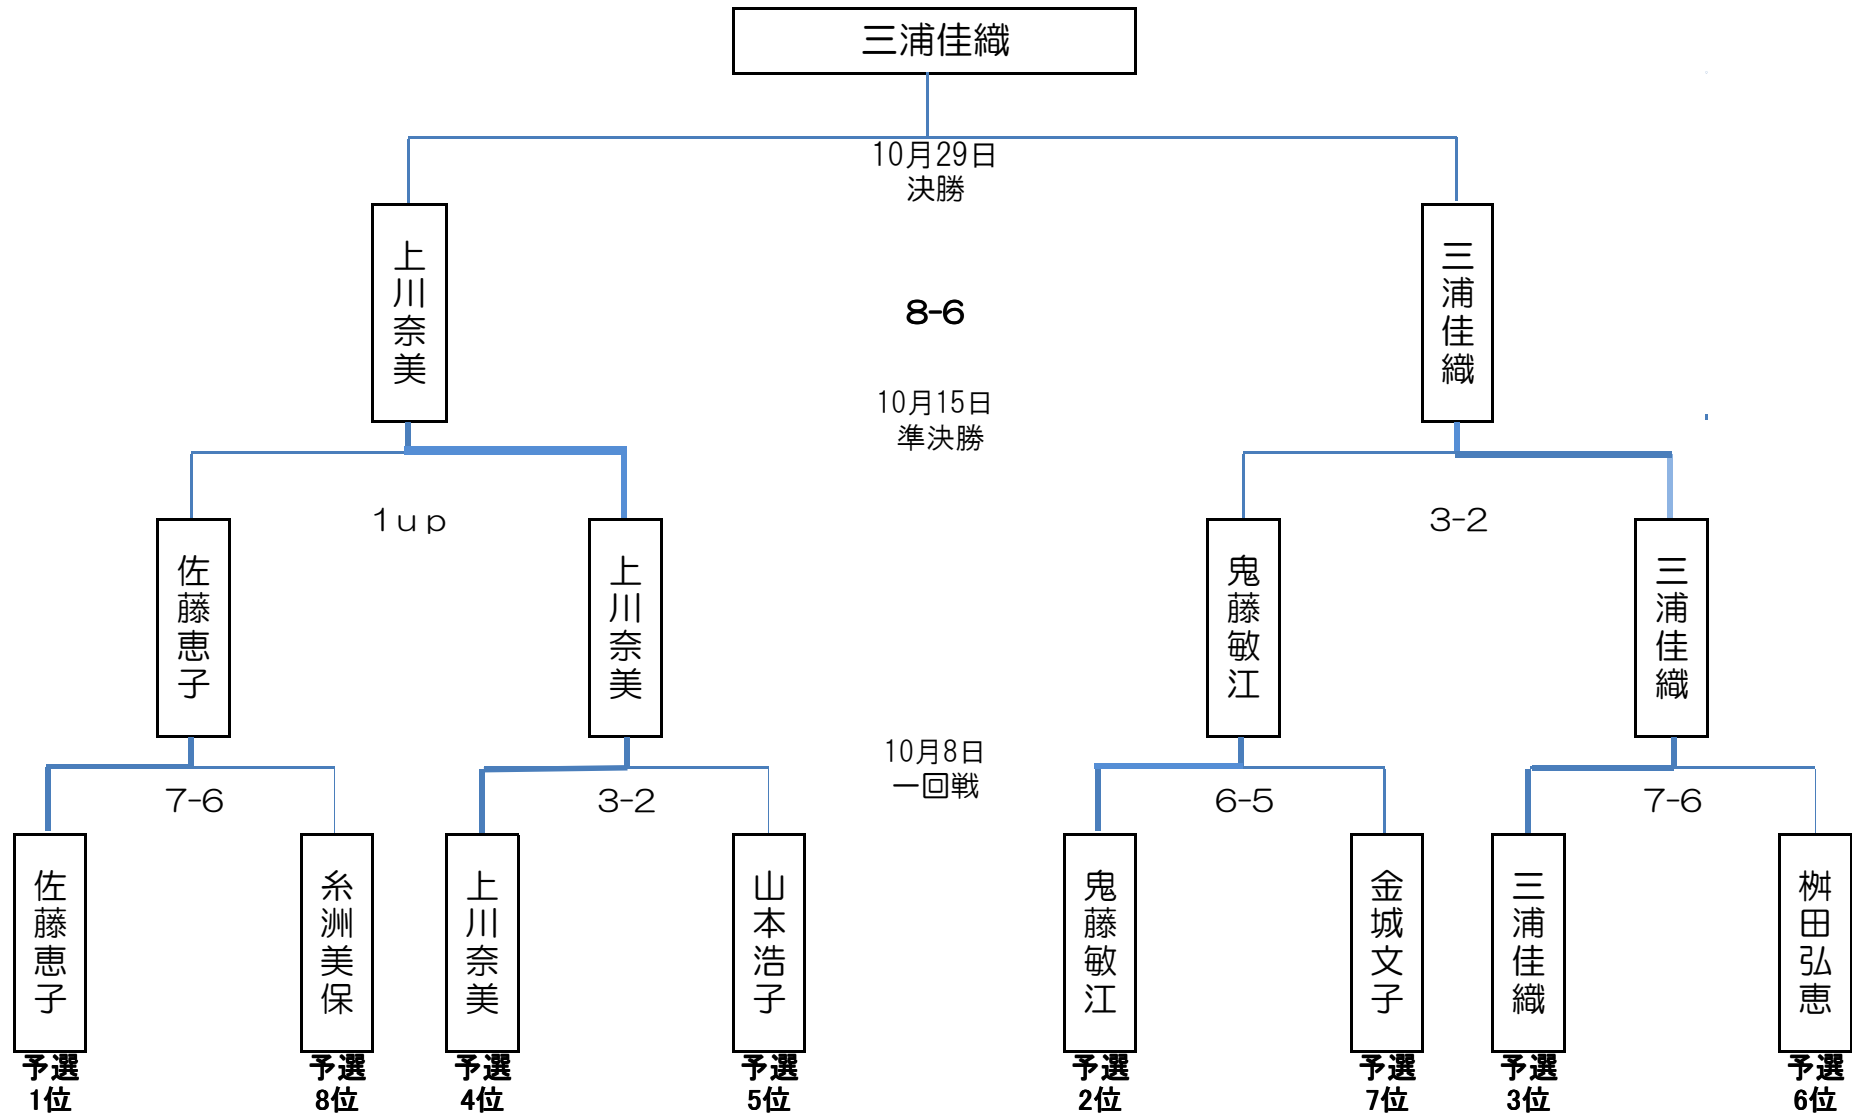 三浦佳織
10月29日
決勝
上川奈美
三浦佳織
8-6
10月15日
準決勝
1up
3-2
佐藤恵子
上川奈美
鬼藤敏江
三浦佳織
10月8日
一回戦
7-6
3-2
6-5
7-6
佐藤恵子
糸洲美保
上川奈美
山本浩子
鬼藤敏江
金城文子
三浦佳織
桝田弘恵
予選
1位
予選
8位
予選
4位
予選
5位
予選
2位
予選
7位
予選
3位
予選
6位